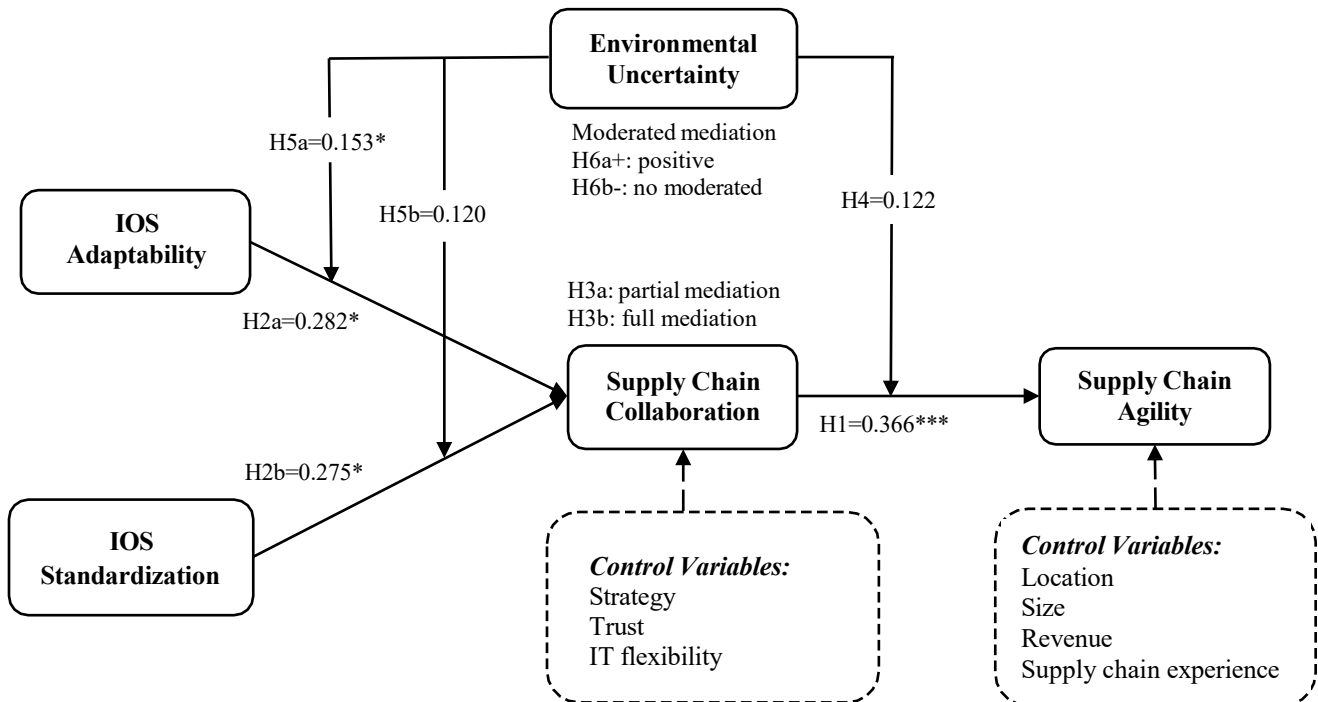 Environmental
Uncertainty
H5a=0.153*
Moderated mediation
H6a+: positive
H6b-: no moderated
H5b=0.120
H4=0.122
IOS
Adaptability
H2a=0.282*
H3a: partial mediation
H3b: full mediation
Supply Chain
Collaboration
H1=0.366***
Supply Chain
Agility
H2b=0.275*
IOS
Standardization
Control Variables:
Strategy
Trust
IT flexibility
Control Variables:
Location
Size
Revenue
Supply chain experience